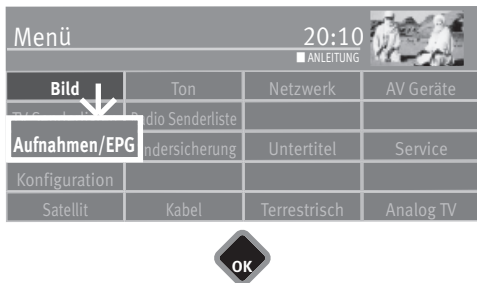 Menü 20:10
ANLEITUNG
Bild Ton Netzwerk AV Geräte
Radio Senderliste
Aufnahmen/EPG Untertitel Service
Konfiguration
Satellit Kabel Terrestrisch Analog TV
OK